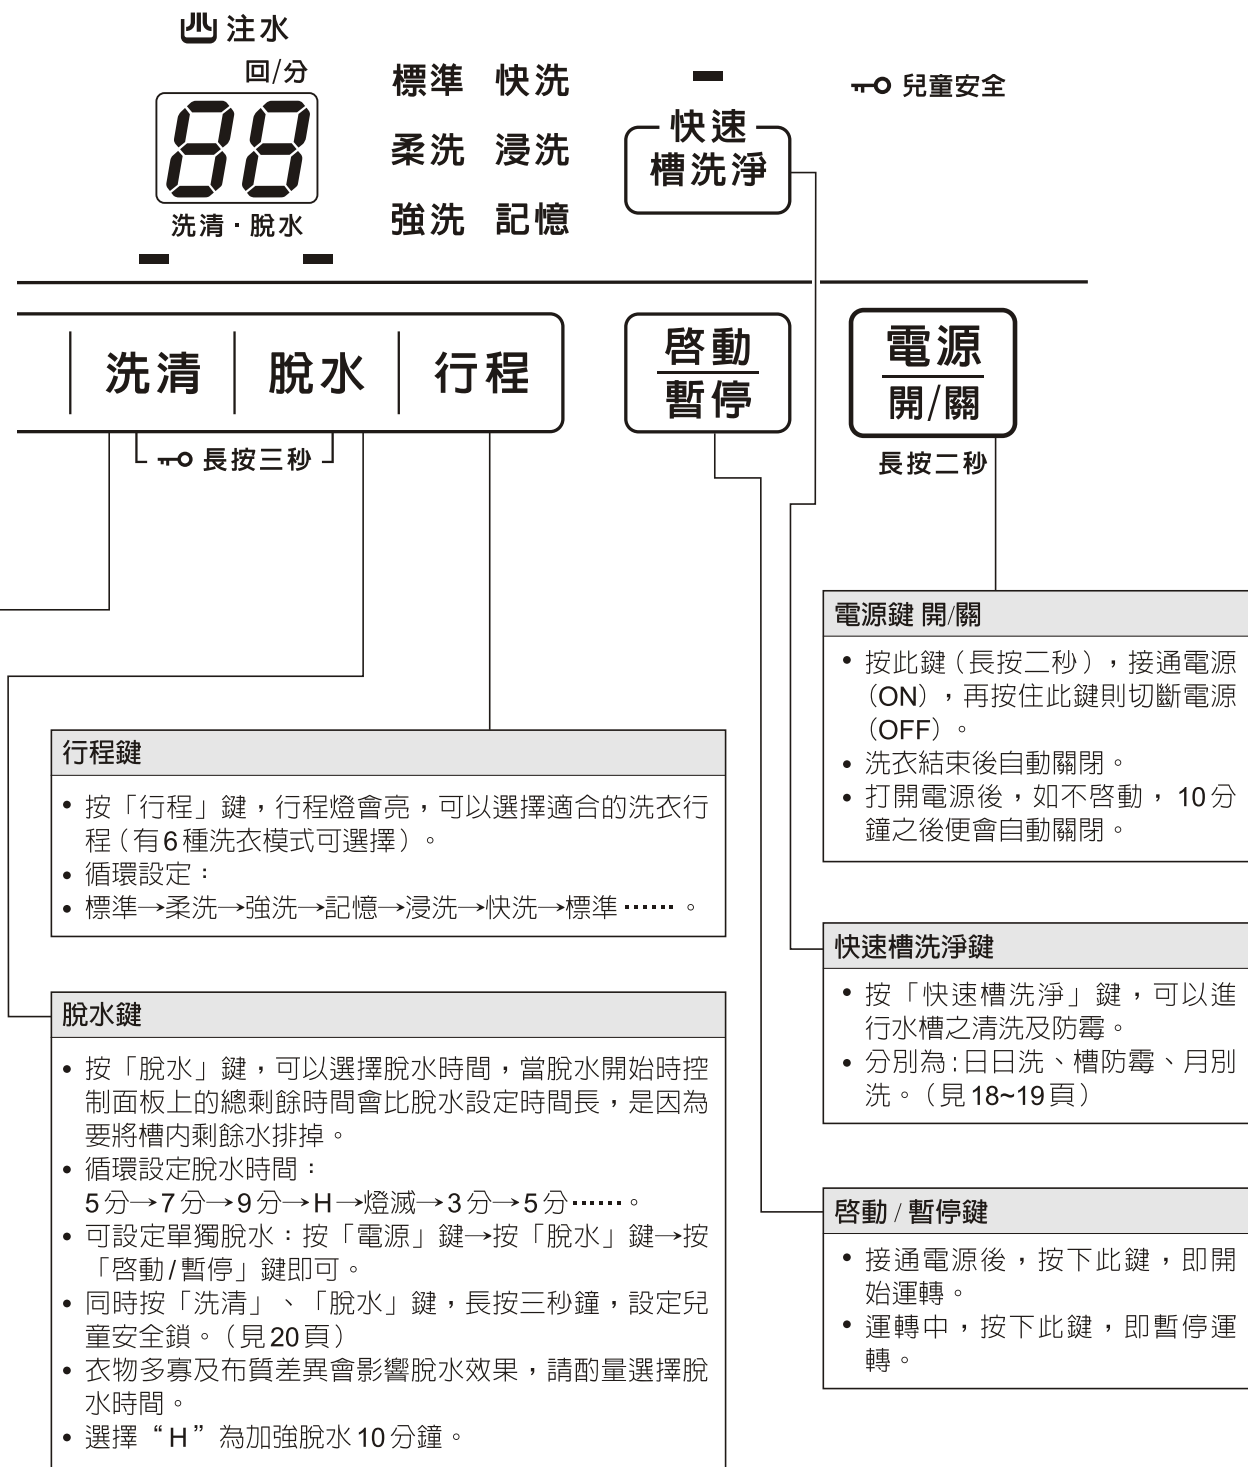 注水
回/分
88
洗清·脫水
標準 快洗
柔洗 浸洗
強洗 記憶
快速
槽洗淨
兒童安全
洗清
脫水
行程
啓動
暫停
電源
開/關
長按三秒
長按二秒
電源鍵 開/關
• 按此鍵(長按二秒),接通電源
(ON),再按住此鍵則切斷電源
(OFF)。
• 洗衣結束後自動關閉。
• 打開電源後,如不啓動,10分
鐘之後便會自動關閉。
行程鍵
• 按「行程」鍵,行程燈會亮,可以選擇適合的洗衣行
程(有6種洗衣模式可選擇)。
• 循環設定:
• 標準→柔洗→強洗→記憶→浸洗→快洗→標準……。
快速槽洗淨鍵
• 按「快速槽洗淨」鍵,可以進
行水槽之清洗及防霉。
• 分別為:日日洗、槽防霉、月別
洗。(見18~19頁)
脫水鍵
• 按「脫水」鍵,可以選擇脫水時間,當脫水開始時控
制面板上的總剩餘時間會比脫水設定時間長,是因為
要將槽内剩餘水排掉。
• 循環設定脫水時間:
5分→7分→9分→H→燈滅→3分→5分……。
• 可設定單獨脫水:按「電源」鍵→按「脫水」鍵→按
「啓動/暫停」鍵即可。
• 同時按「洗清」、「脫水」鍵,長按三秒鐘,設定兒
童安全鎖。(見20頁)
• 衣物多寡及布質差異會影響脫水效果,請酌量選擇脫
水時間。
• 選擇“H”為加強脫水10分鐘。
啓動/暫停鍵
• 接通電源後,按下此鍵,即開
始運轉。
• 運轉中,按下此鍵,即暫停運
轉。